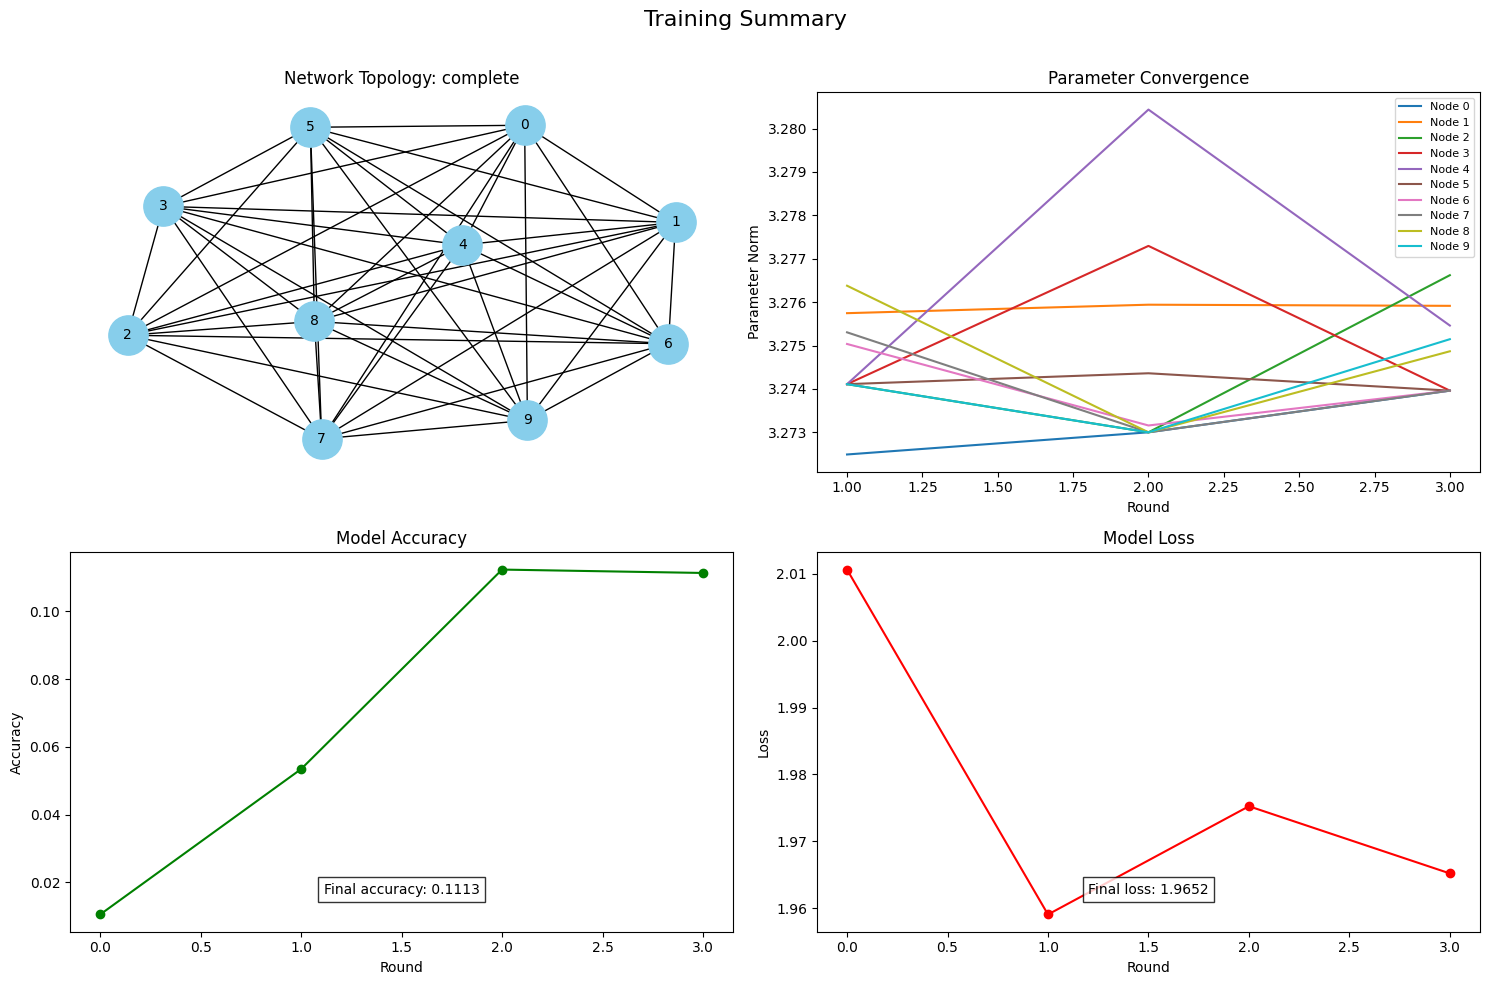 Training Summary
Network Topology: complete
5
0
3
1
4
8
2
6
9
7
Parameter Convergence
Parameter Norm
3.280
3.279
3.278
3.277
3.276
3.275
3.274
3.273
Node 0
Node 1
Node 2
Node 3
Node 4
Node 5
Node 6
Node 7
Node 8
Node 9
1.00 1.25 1.50 1.75 2.00 2.25 2.50 2.75 3.00
Round
Model Accuracy
Accuracy
0.10
0.08
0.06
0.04
0.02
Final accuracy: 0.1113
0.0 0.5 1.0 1.5 2.0 2.5 3.0
Round
Model Loss
Loss
2.01
2.00
1.99
1.98
1.97
1.96
Final loss: 1.9652
0.0 0.5 1.0 1.5 2.0 2.5 3.0
Round